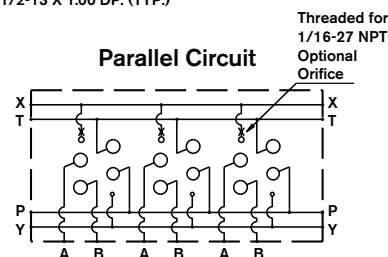 1/2-13 X 1.00 DP. (TYP.)
Threaded for
1/16-27 NPT
Optional
Orifice
Parallel Circuit
X X
T T
P P
Y Y
A B A B A B